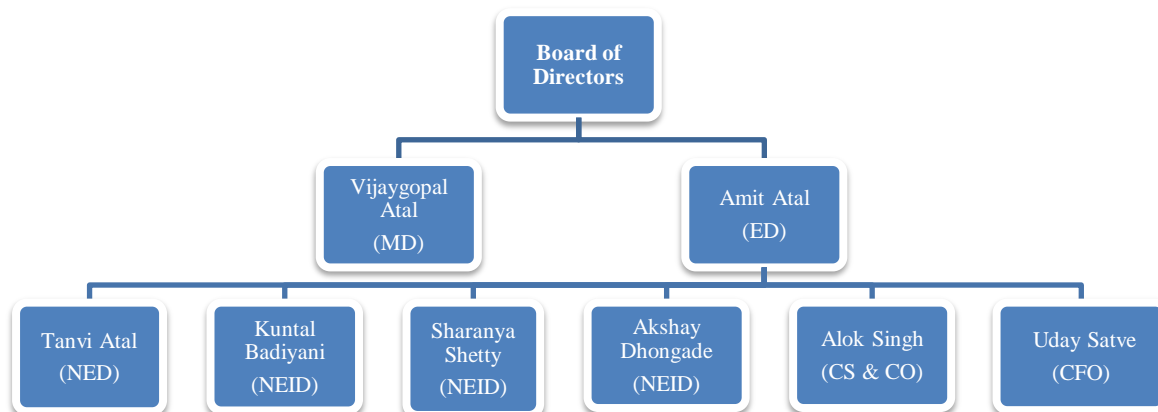 Board of
Directors
Vijaygopal
Atal
(MD)
Amit Atal
(ED)
Tanvi Atal
(NED)
Kuntal
Badiyani
(NEID)
Sharanya
Shetty
(NEID)
Akshay
Dhongade
(NEID)
Alok Singh
(CS & CO)
Uday Satve
(CFO)